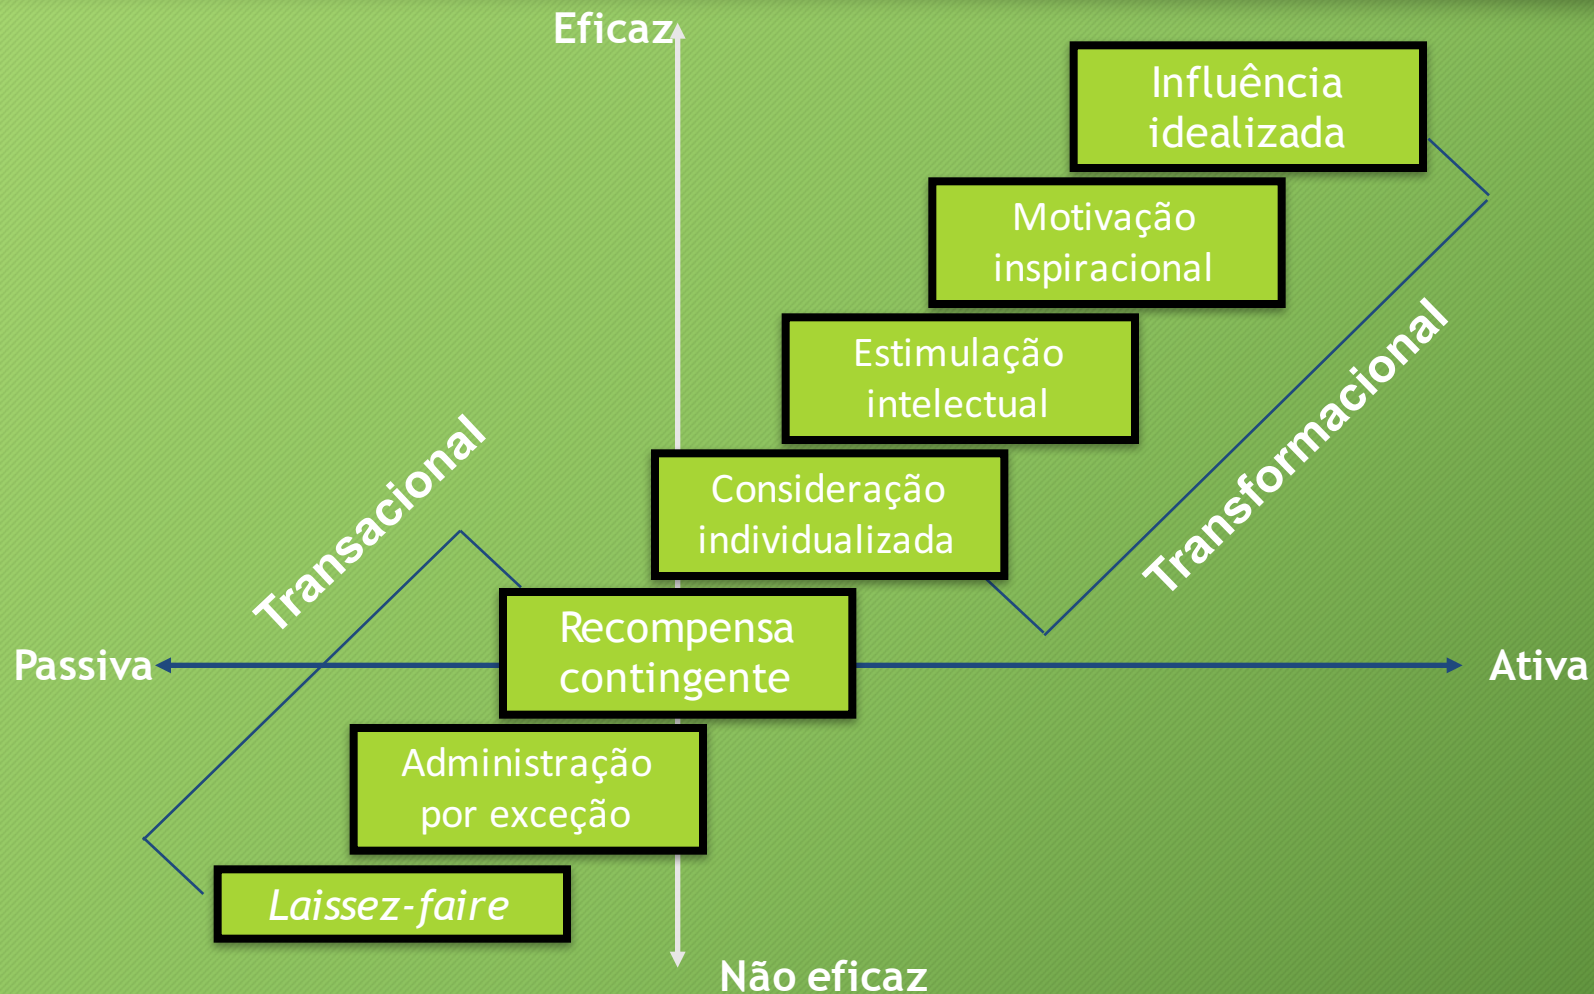 Eficaz
Influência
idealizada
Motivação
inspiracional
Estimulação
intelectual
Transformacional
Consideração
individualizada
Transacional
Recompensa
contingente
Passiva
Ativa
Administração
por exceção
Laissez-faire
Não eficaz